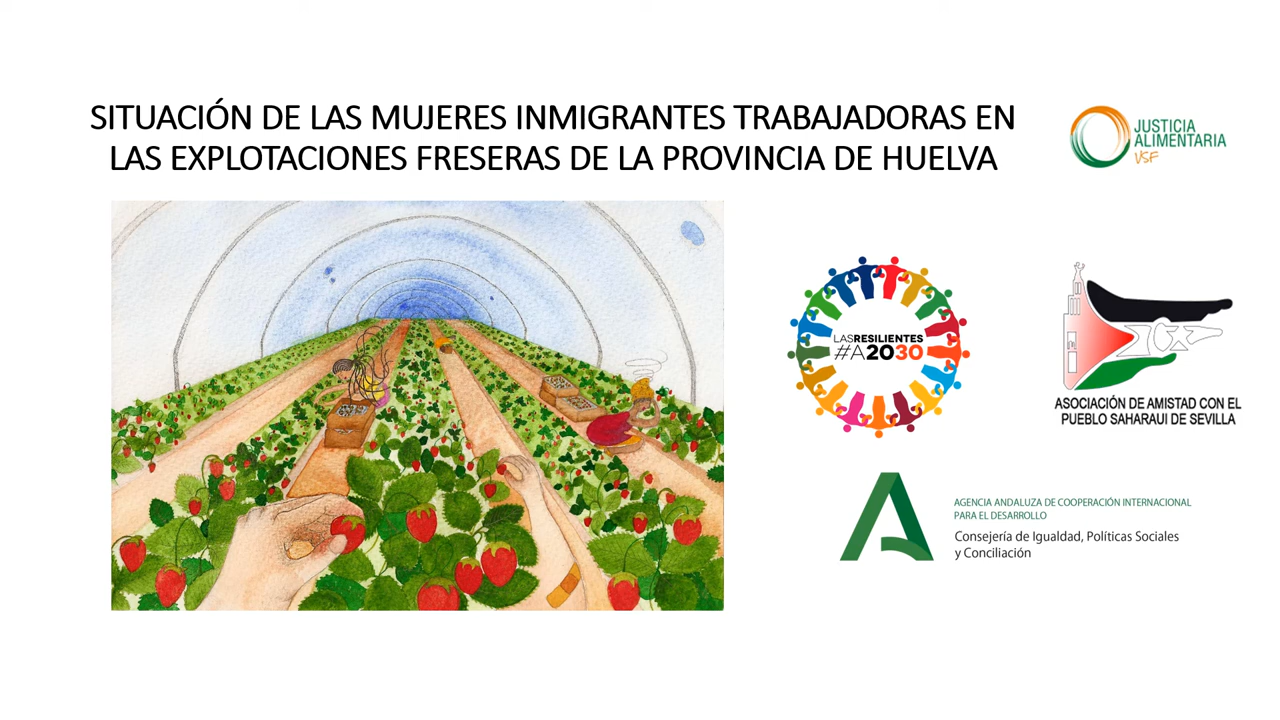 SITUACIÓN DE LAS MUJERES INMIGRANTES TRABAJADORAS EN
LAS EXPLOTACIONES FRESERAS DE LA PROVINCIA DE HUELVA
JUSTICIA
ALIMENTARIA
VSF
LASRESILIENTES
#A2030
ASOCIACIÓN DE AMISTAD CON EL
PUEBLO SAHARAUI DE SEVILLA
AGENCIA ANDALUZA DE COOPERACIÓN INTERNACIONAL
PARA EL DESARROLLO
Consejería de Igualdad, Políticas Sociales
y Conciliación